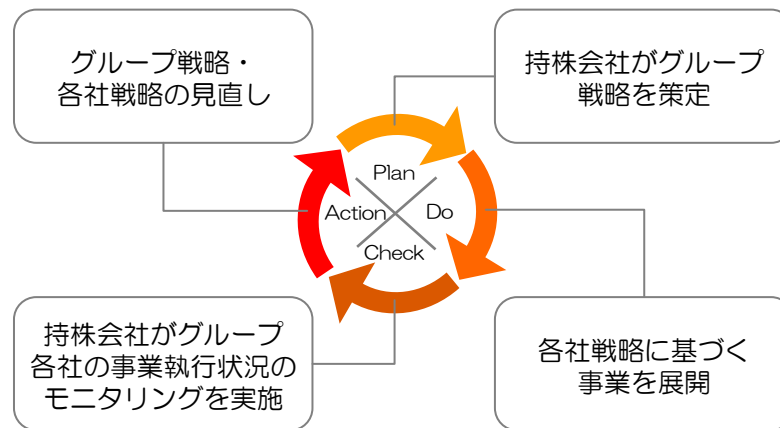 グループ戦略・
各社戦略の見直し
持株会社がグループ
戦略を策定
Plan
Action
Do
Check
持株会社がグループ
各社の事業執行状況の
モニタリングを実施
各社戦略に基づく
事業を展開